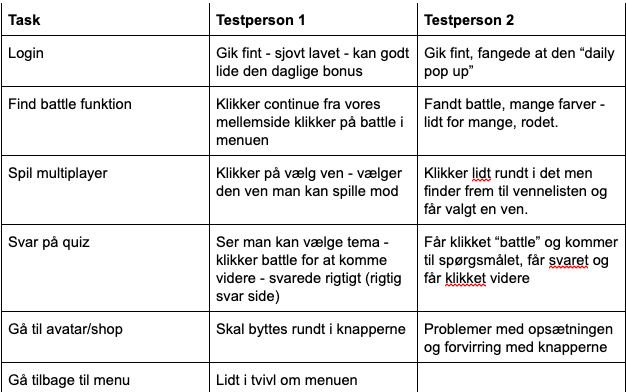 Task
Testperson 1
Testperson 2
Login
Gik fint - sjovt lavet - kan godt
lide den daglige bonus
Gik fint, fangede at den “daily
pop up”
Find battle funktion
Klikker continue fra vores
mellemside klikker på battle i
menuen
Fandt battle, mange farver -
lidt for mange, rodet.
Spil multiplayer
Klikker på vælg ven - vælger
den ven man kan spille mod
Klikker lidt rundt i det men
finder frem til vennelisten og
får valgt en ven.
Svar på quiz
Ser man kan vælge tema -
klikker battle for at komme
videre - svarede rigtigt (rigtig
svar side)
Får klikket “battle” og kommer
til spørgsmålet, får svaret og
får klikket videre
Gå til avatar/shop
Skal byttes rundt i knapperne
Problemer med opsætningen
og forvirring med knapperne
Gå tilbage til menu
Lidt i tvivl om menuen